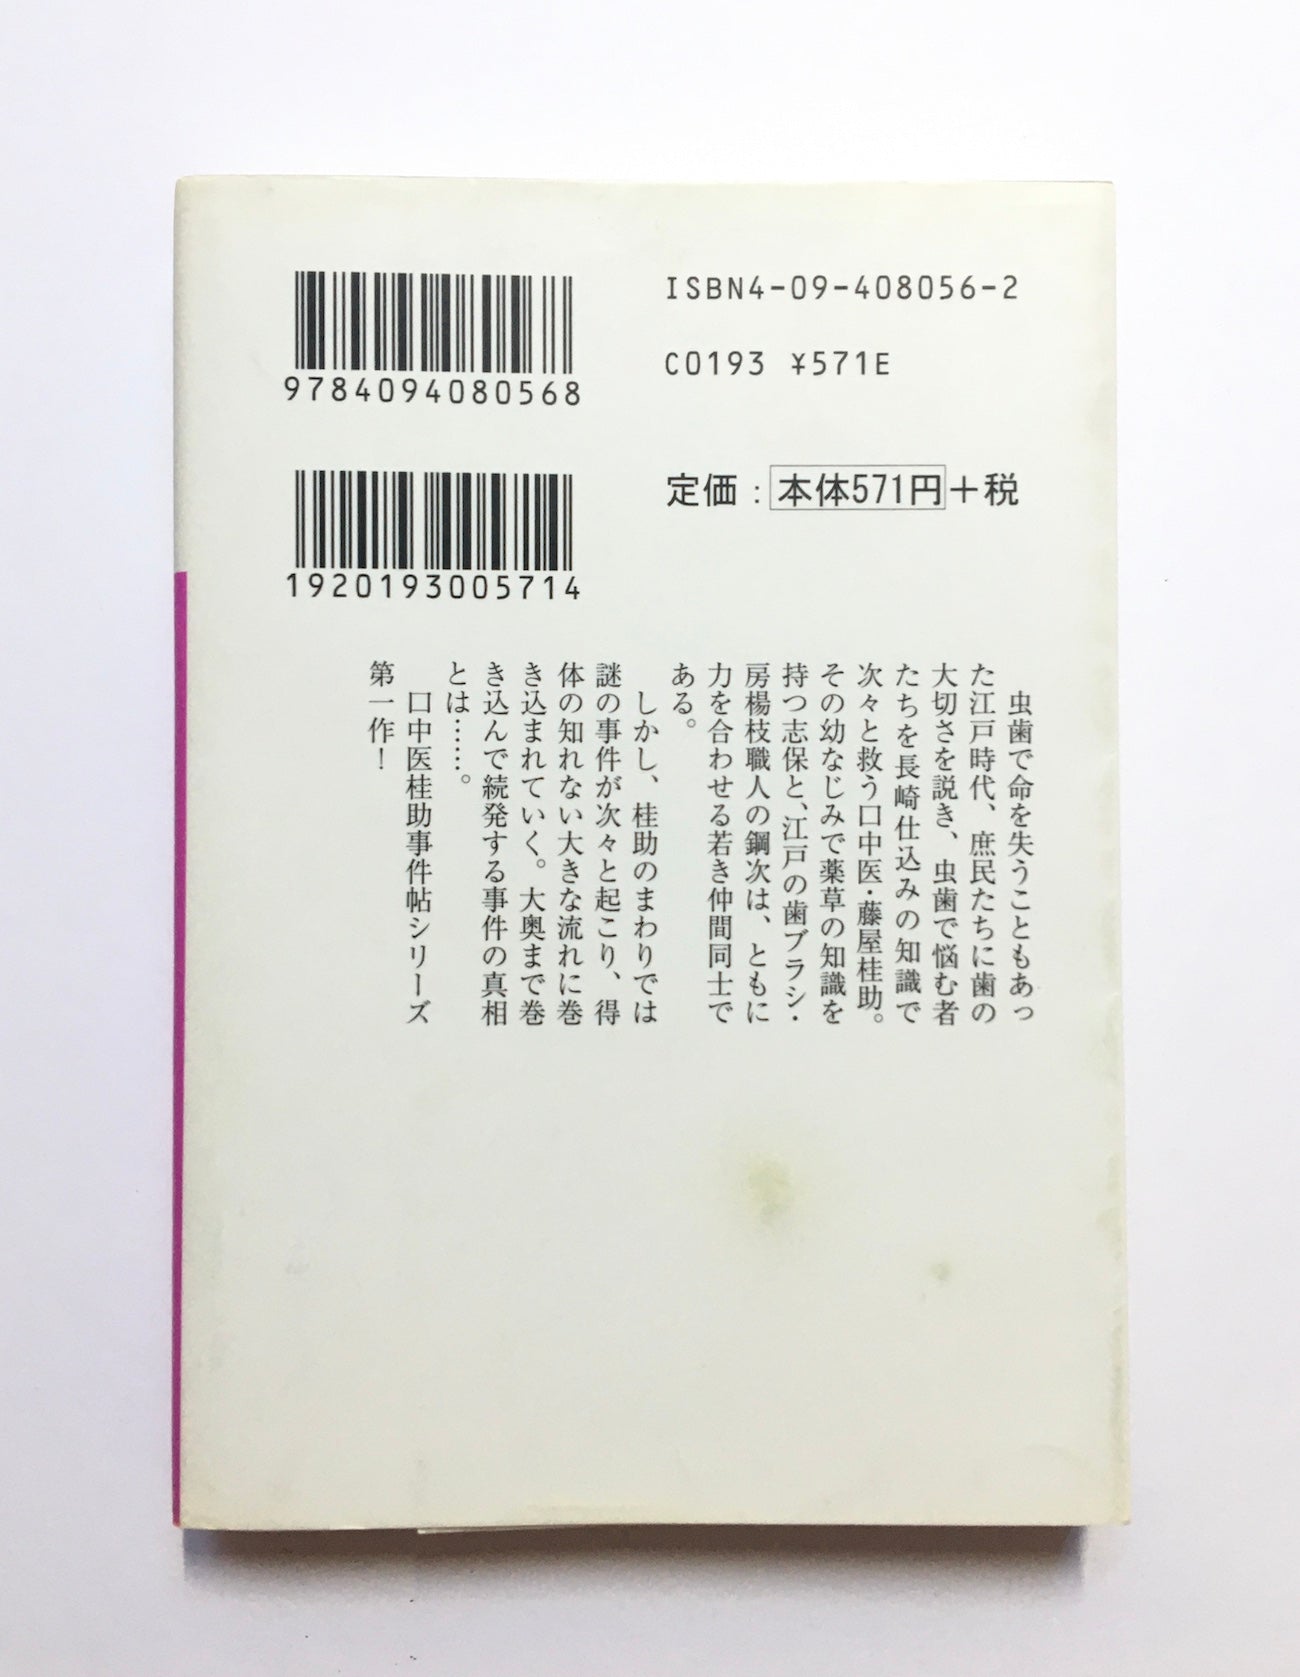 9784094080568
ISBN4-09-408056-2
C0193 ¥571E
1920193005714
定価：本体571円+税
虫歯で命を失うこともあっ
た江戸時代、庶民たちに歯の
大切さを説き、虫歯で悩む者
たちを長崎仕込みの知識で
次々と救う口中医・藤屋桂助。
その幼なじみで薬草の知識を
持つ志保と、江戸の歯ブラシ・
房楊枝職人の鋼次は、ともに
力を合わせる若き仲間同士で
ある。
しかし、桂助のまわりでは
謎の事件が次々と起こり、得
体の知れない大きな流れに巻
き込まれていく。大奥まで巻
き込んで続発する事件の真相
とは……。
口中医桂助事件帖シリーズ
第一作！